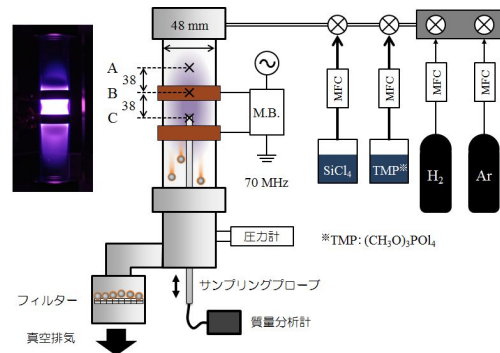 48 mm
A
38
B
38
C
M.B.
70 MHz
MFC
MFC
MFC
MFC
SiCl4
TMP※
H2
Ar
※TMP: (CH3O)3POl4
圧力計
サンプリングプローブ
フィルター
質量分析計
真空排気